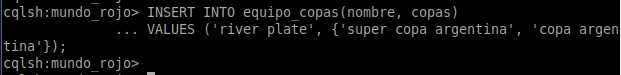 cqlsh:mundo_rojo> INSERT INTO equipo_copas(nombre, copas)
              ... VALUES ('river plate', {'super copa argentina', 'copa argen
tina'});
cqlsh:mundo_rojo>